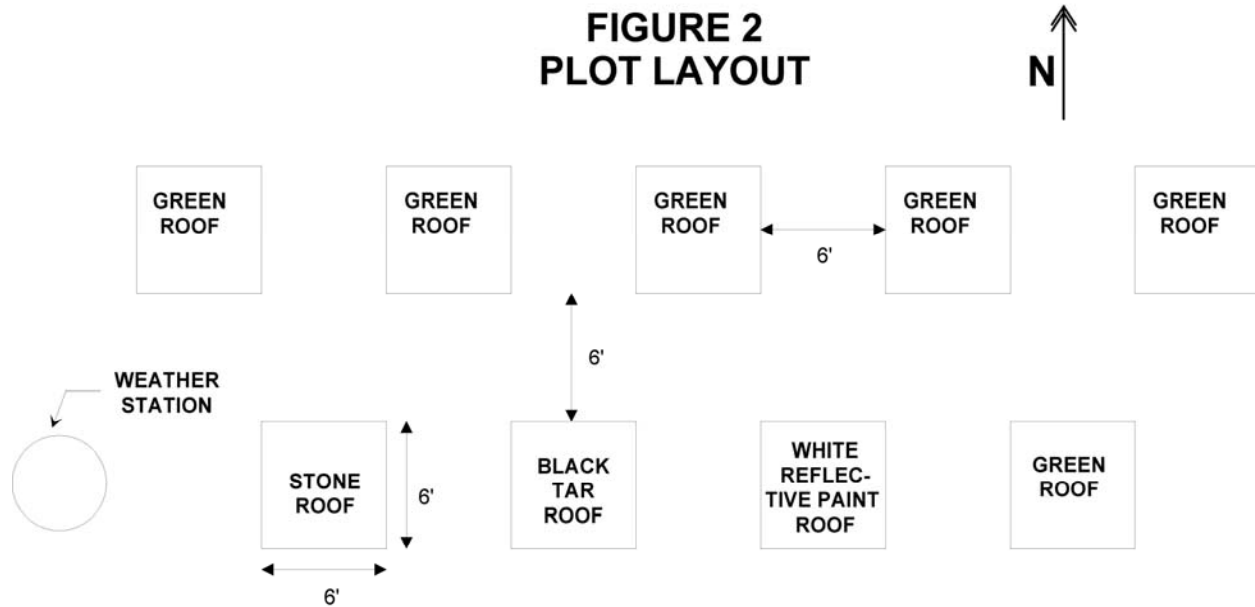 FIGURE 2
PLOT LAYOUT
N
GREEN
ROOF
GREEN
ROOF
GREEN
ROOF
GREEN
ROOF
GREEN
ROOF
6'
6'
WEATHER
STATION
STONE
ROOF
6'
6'
BLACK
TAR
ROOF
WHITE
REFLEC-
TIVE PAINT
ROOF
GREEN
ROOF